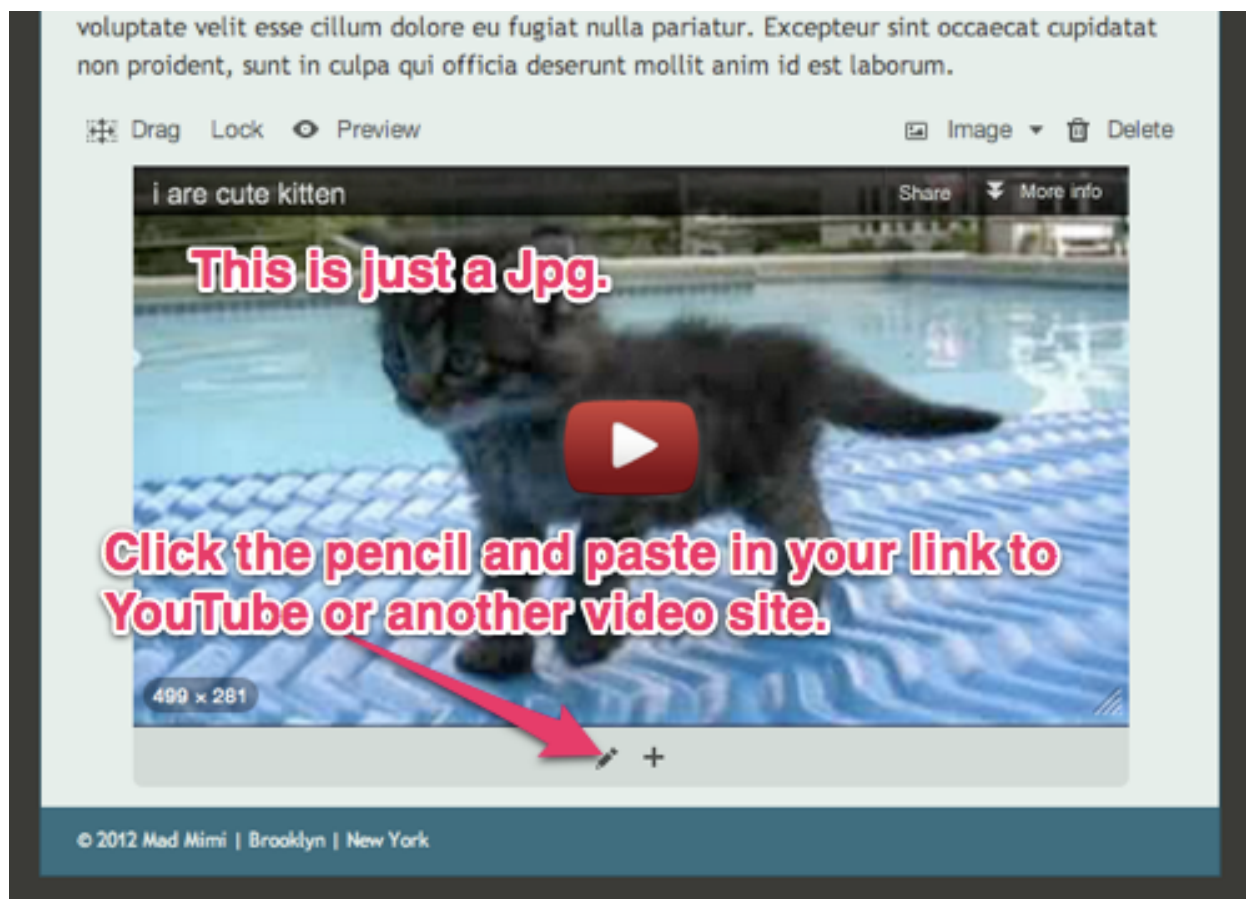 voluptate velit esse cillum dolore eu fugiat nulla pariatur. Excepteur sint occaecat cupidatat
non proident, sunt in culpa qui officia deserunt mollit anim id est laborum.
Drag Lock Preview Image Delete
i are cute kitten Share More info
This is just a Jpg.
Click the pencil and paste in your link to
YouTube or another video site.
499 × 281
© 2012 Mad Mimi | Brooklyn | New York